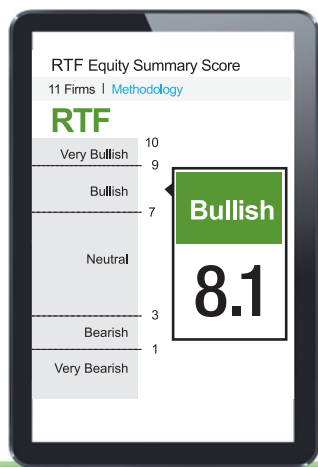 RTF Equity Summary Score
11 Firms | Methodology
RTF
10
Very Bullish
9
Bullish
7
Neutral
3
Bearish
1
Very Bearish
Bullish
8.1